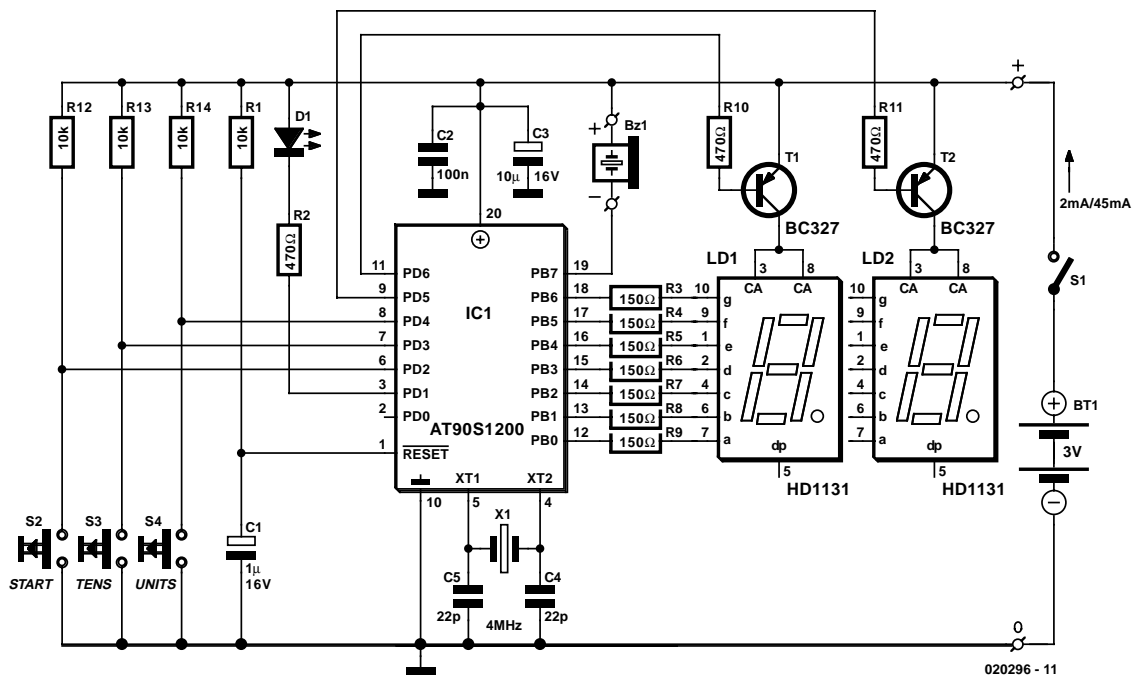 +
R12 R13 R14 R1 D1
10k 10k 10k 10k
C2 100n
C3 10µ 16V
+ Bz1 –
R10 470Ω
R11 470Ω
T1 BC327
T2 BC327
2mA/45mA
R2 470Ω
20
+
11 PD6 PB7 19
9 PD5 PB6 18 150Ω R3 10 g
8 PD4 PB5 17 150Ω R4 9 f
7 PD3 PB4 16 150Ω R5 1 e
6 PD2 PB3 15 150Ω R6 2 d
3 PD1 PB2 14 150Ω R7 4 c
2 PD0 PB1 13 150Ω R8 6 b
PB0 12 150Ω R9 7 a
IC1
AT90S1200
1 RESET
XT1 XT2
10 5 4
LD1
3 8
CA CA
dp
5
HD1131
LD2
3 8
CA CA
10 g
9 f
1 e
2 d
4 c
6 b
7 a
dp
5
HD1131
S1
+ BT1
3V
–
S2 S3 S4
START TENS UNITS
C1
1µ
16V
X1
C5 C4
22p 4MHz 22p
0
020296 - 11